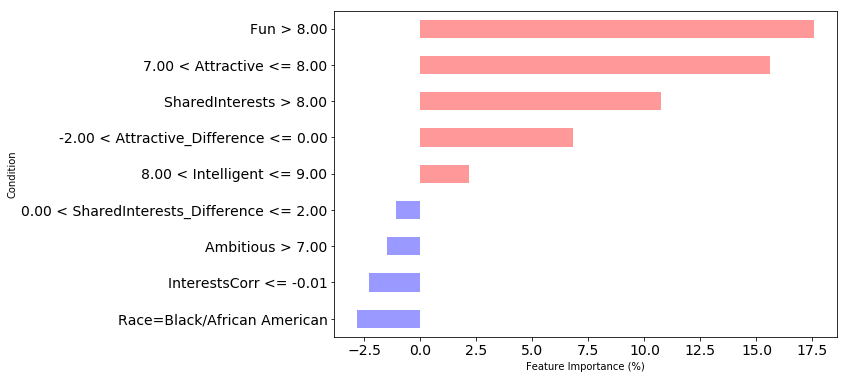 Fun > 8.00
7.00 < Attractive <= 8.00
SharedInterests > 8.00
-2.00 < Attractive_Difference <= 0.00
8.00 < Intelligent <= 9.00
0.00 < SharedInterests_Difference <= 2.00
Ambitious > 7.00
InterestsCorr <= -0.01
Race=Black/African American
Condition
−2.5 0.0 2.5 5.0 7.5 10.0 12.5 15.0 17.5
Feature Importance (%)